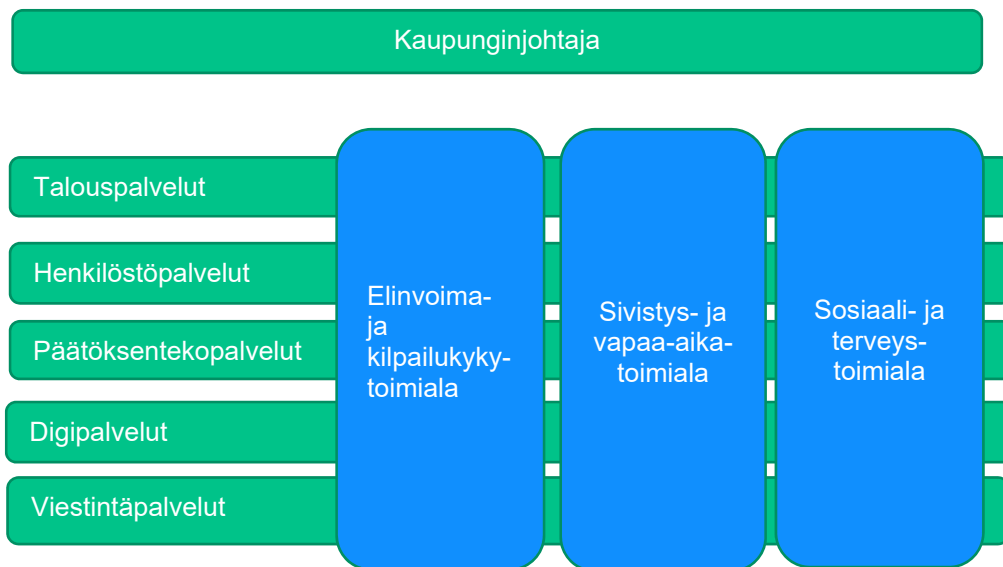 Kaupunginjohtaja
Talouspalvelut
Henkilöstöpalvelut
Päätöksentekopalvelut
Digipalvelut
Viestintäpalvelut
Elinvoima-
ja
kilpailukyky-
toimiala
Sivistys- ja
vapaa-aika-
toimiala
Sosiaali- ja
terveys-
toimiala